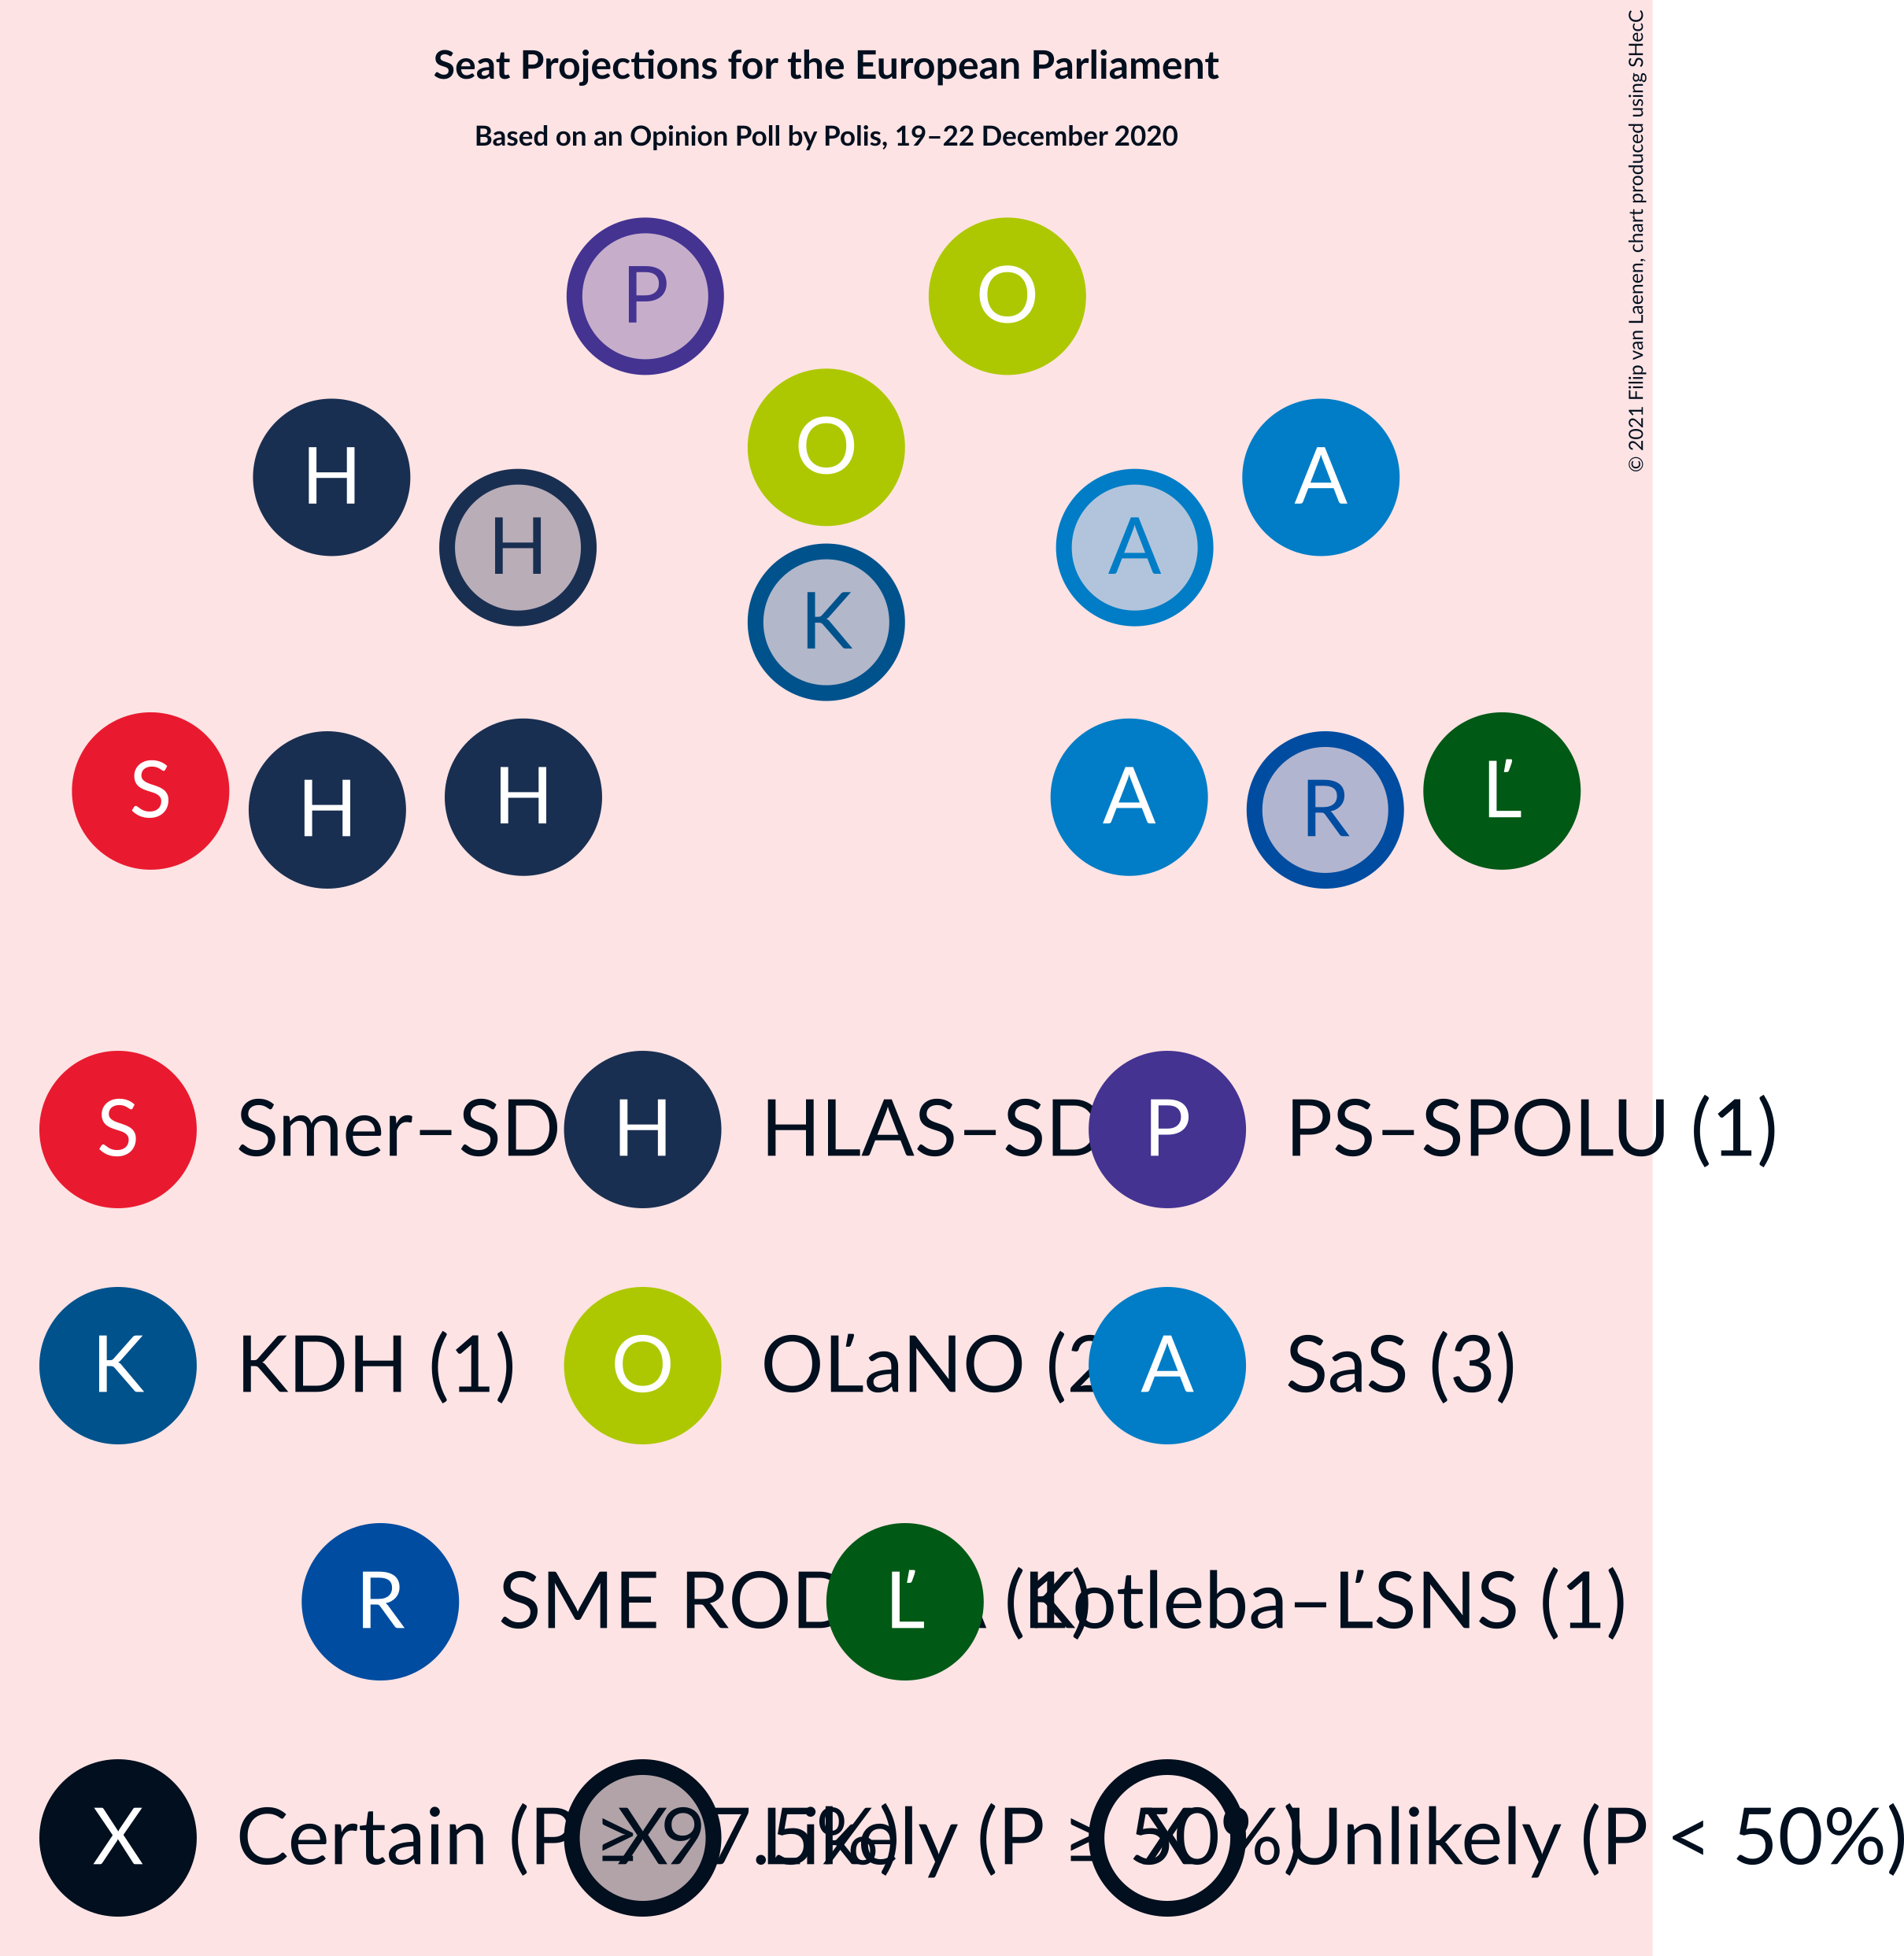 Seat Projections for the European Parliament
Based on an Opinion Poll by Polis, 19–22 December 2020
© 2021 Filip van Laenen, chart produced using SHecC
P O
O
H A
H A
K
S H H A R Ľ
S Smer–SD H HLAS–SD P PS–SPOLU (1)
K KDH (1) O OĽaNO (2 A SaS (3)
R SME Ľ (1) Kotleba–ĽSNS (1)
X Certain (P ≥ 97.5%) X Likely (P ≥ 50%) X Unlikely (P < 50%)